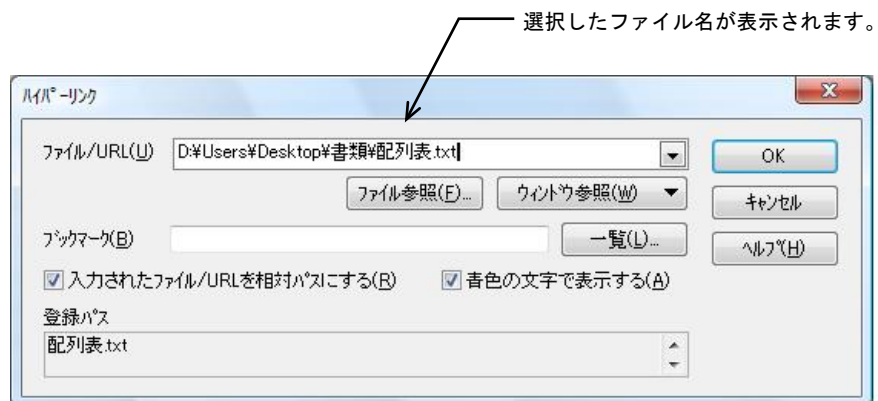 選択したファイル名が表示されます。
ﾊｲﾊﾟｰﾘﾝｸ
ﾌｧｲﾙ/URL(U) D:¥Users¥Desktop¥書類¥配列表.txt OK
ﾌｧｲﾙ参照(F)... ｳｨﾝﾄﾞｳ参照(W) ｷｬﾝｾﾙ
ﾌﾞｯｸﾏｰｸ(B) 一覧(L)... ﾍﾙﾌﾟ(H)
入力されたﾌｧｲﾙ/URLを相対ﾊﾟｽにする(R) 青色の文字で表示する(A)
登録ﾊﾟｽ
配列表.txt